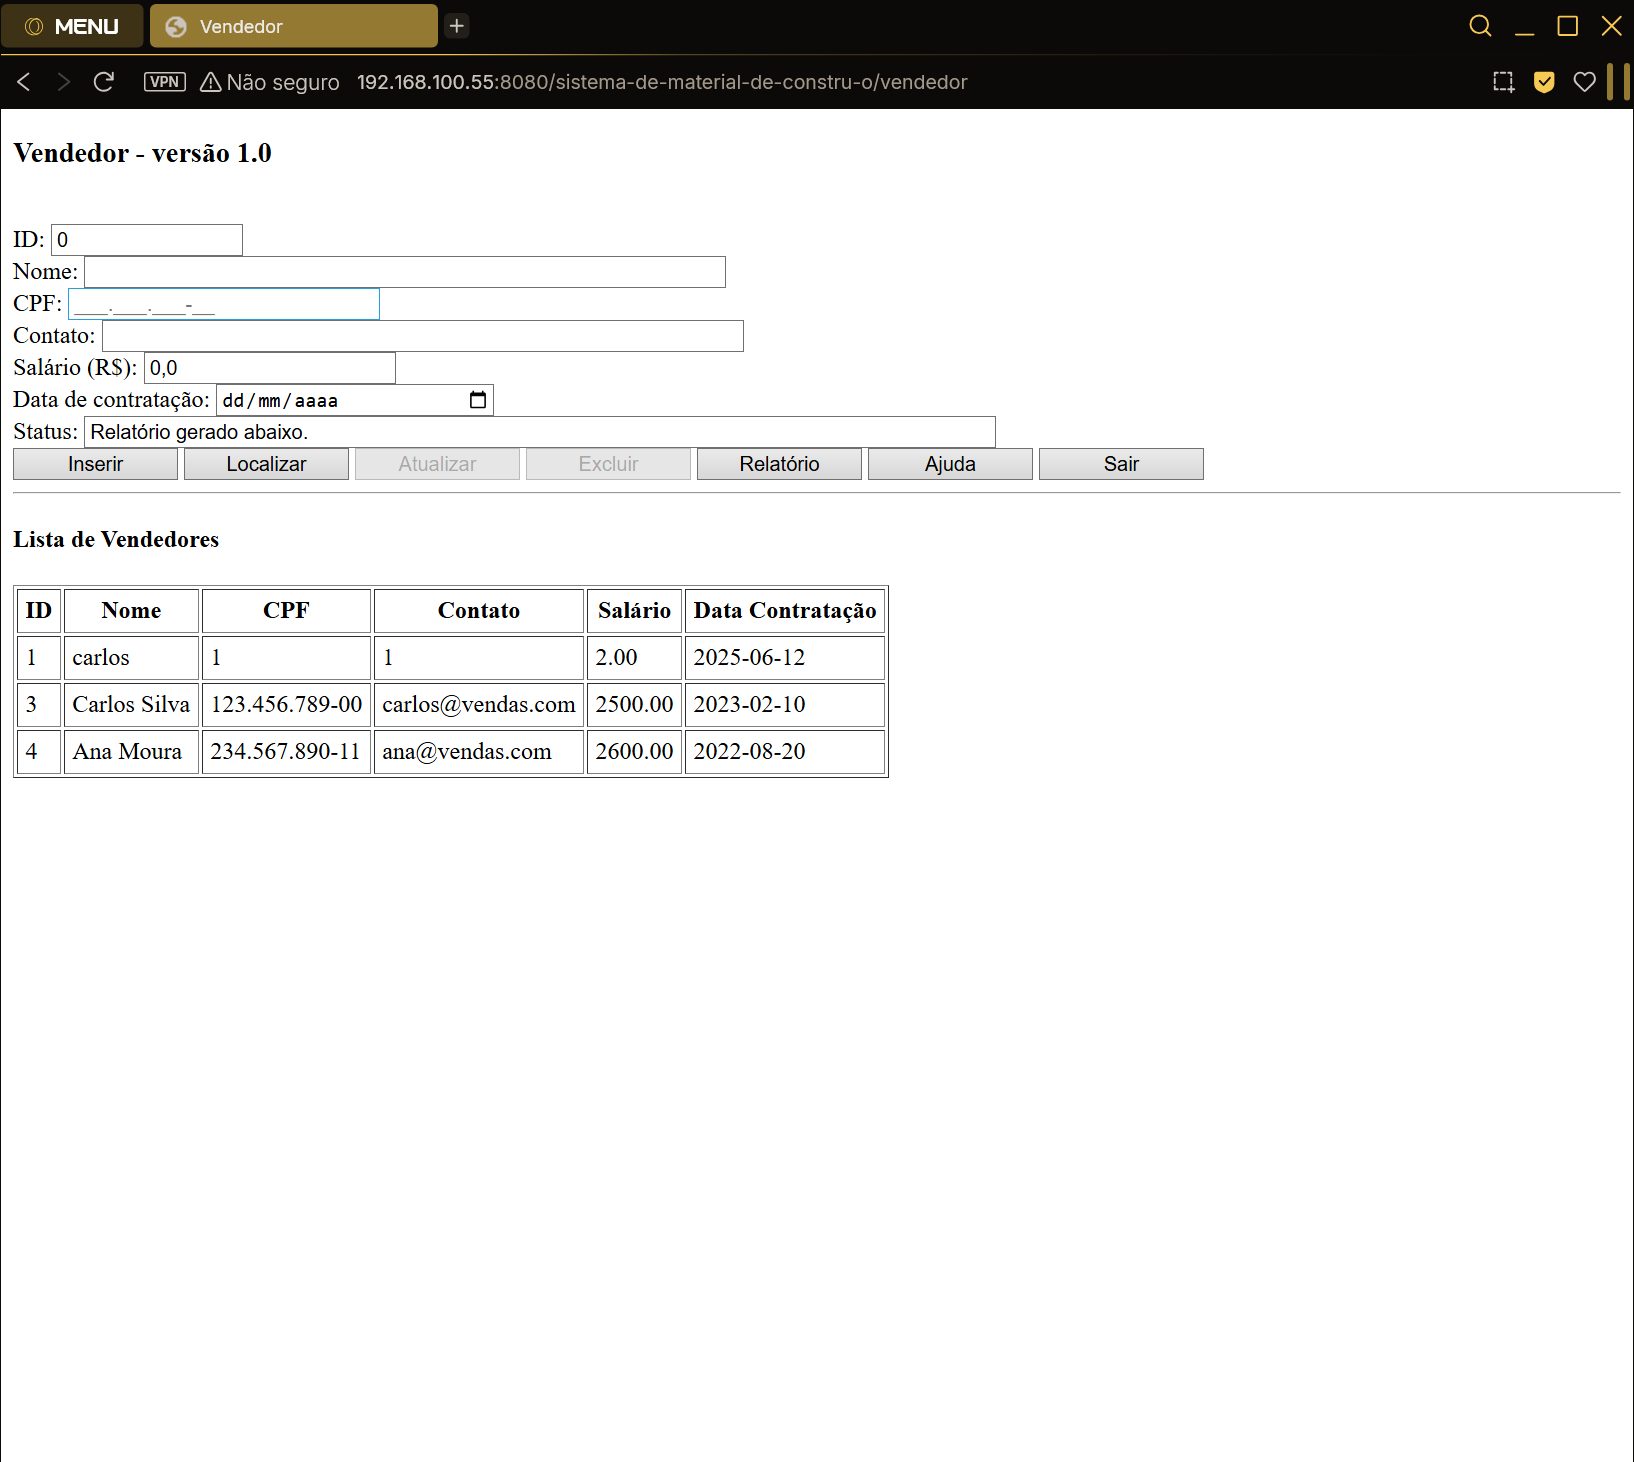 MENU Vendedor
VPN Não seguro 192.168.100.55:8080/sistema-de-material-de-constru-o/vendedor
Vendedor - versão 1.0
ID: 0
Nome:
CPF: ___.___.___-__
Contato:
Salário (R$): 0,0
Data de contratação: dd/mm/aaaa
Status: Relatório gerado abaixo.
Inserir Localizar Atualizar Excluir Relatório Ajuda Sair
Lista de Vendedores
ID Nome CPF Contato Salário Data Contratação
1 carlos 1 1 2.00 2025-06-12
3 Carlos Silva 123.456.789-00 carlos@vendas.com 2500.00 2023-02-10
4 Ana Moura 234.567.890-11 ana@vendas.com 2600.00 2022-08-20